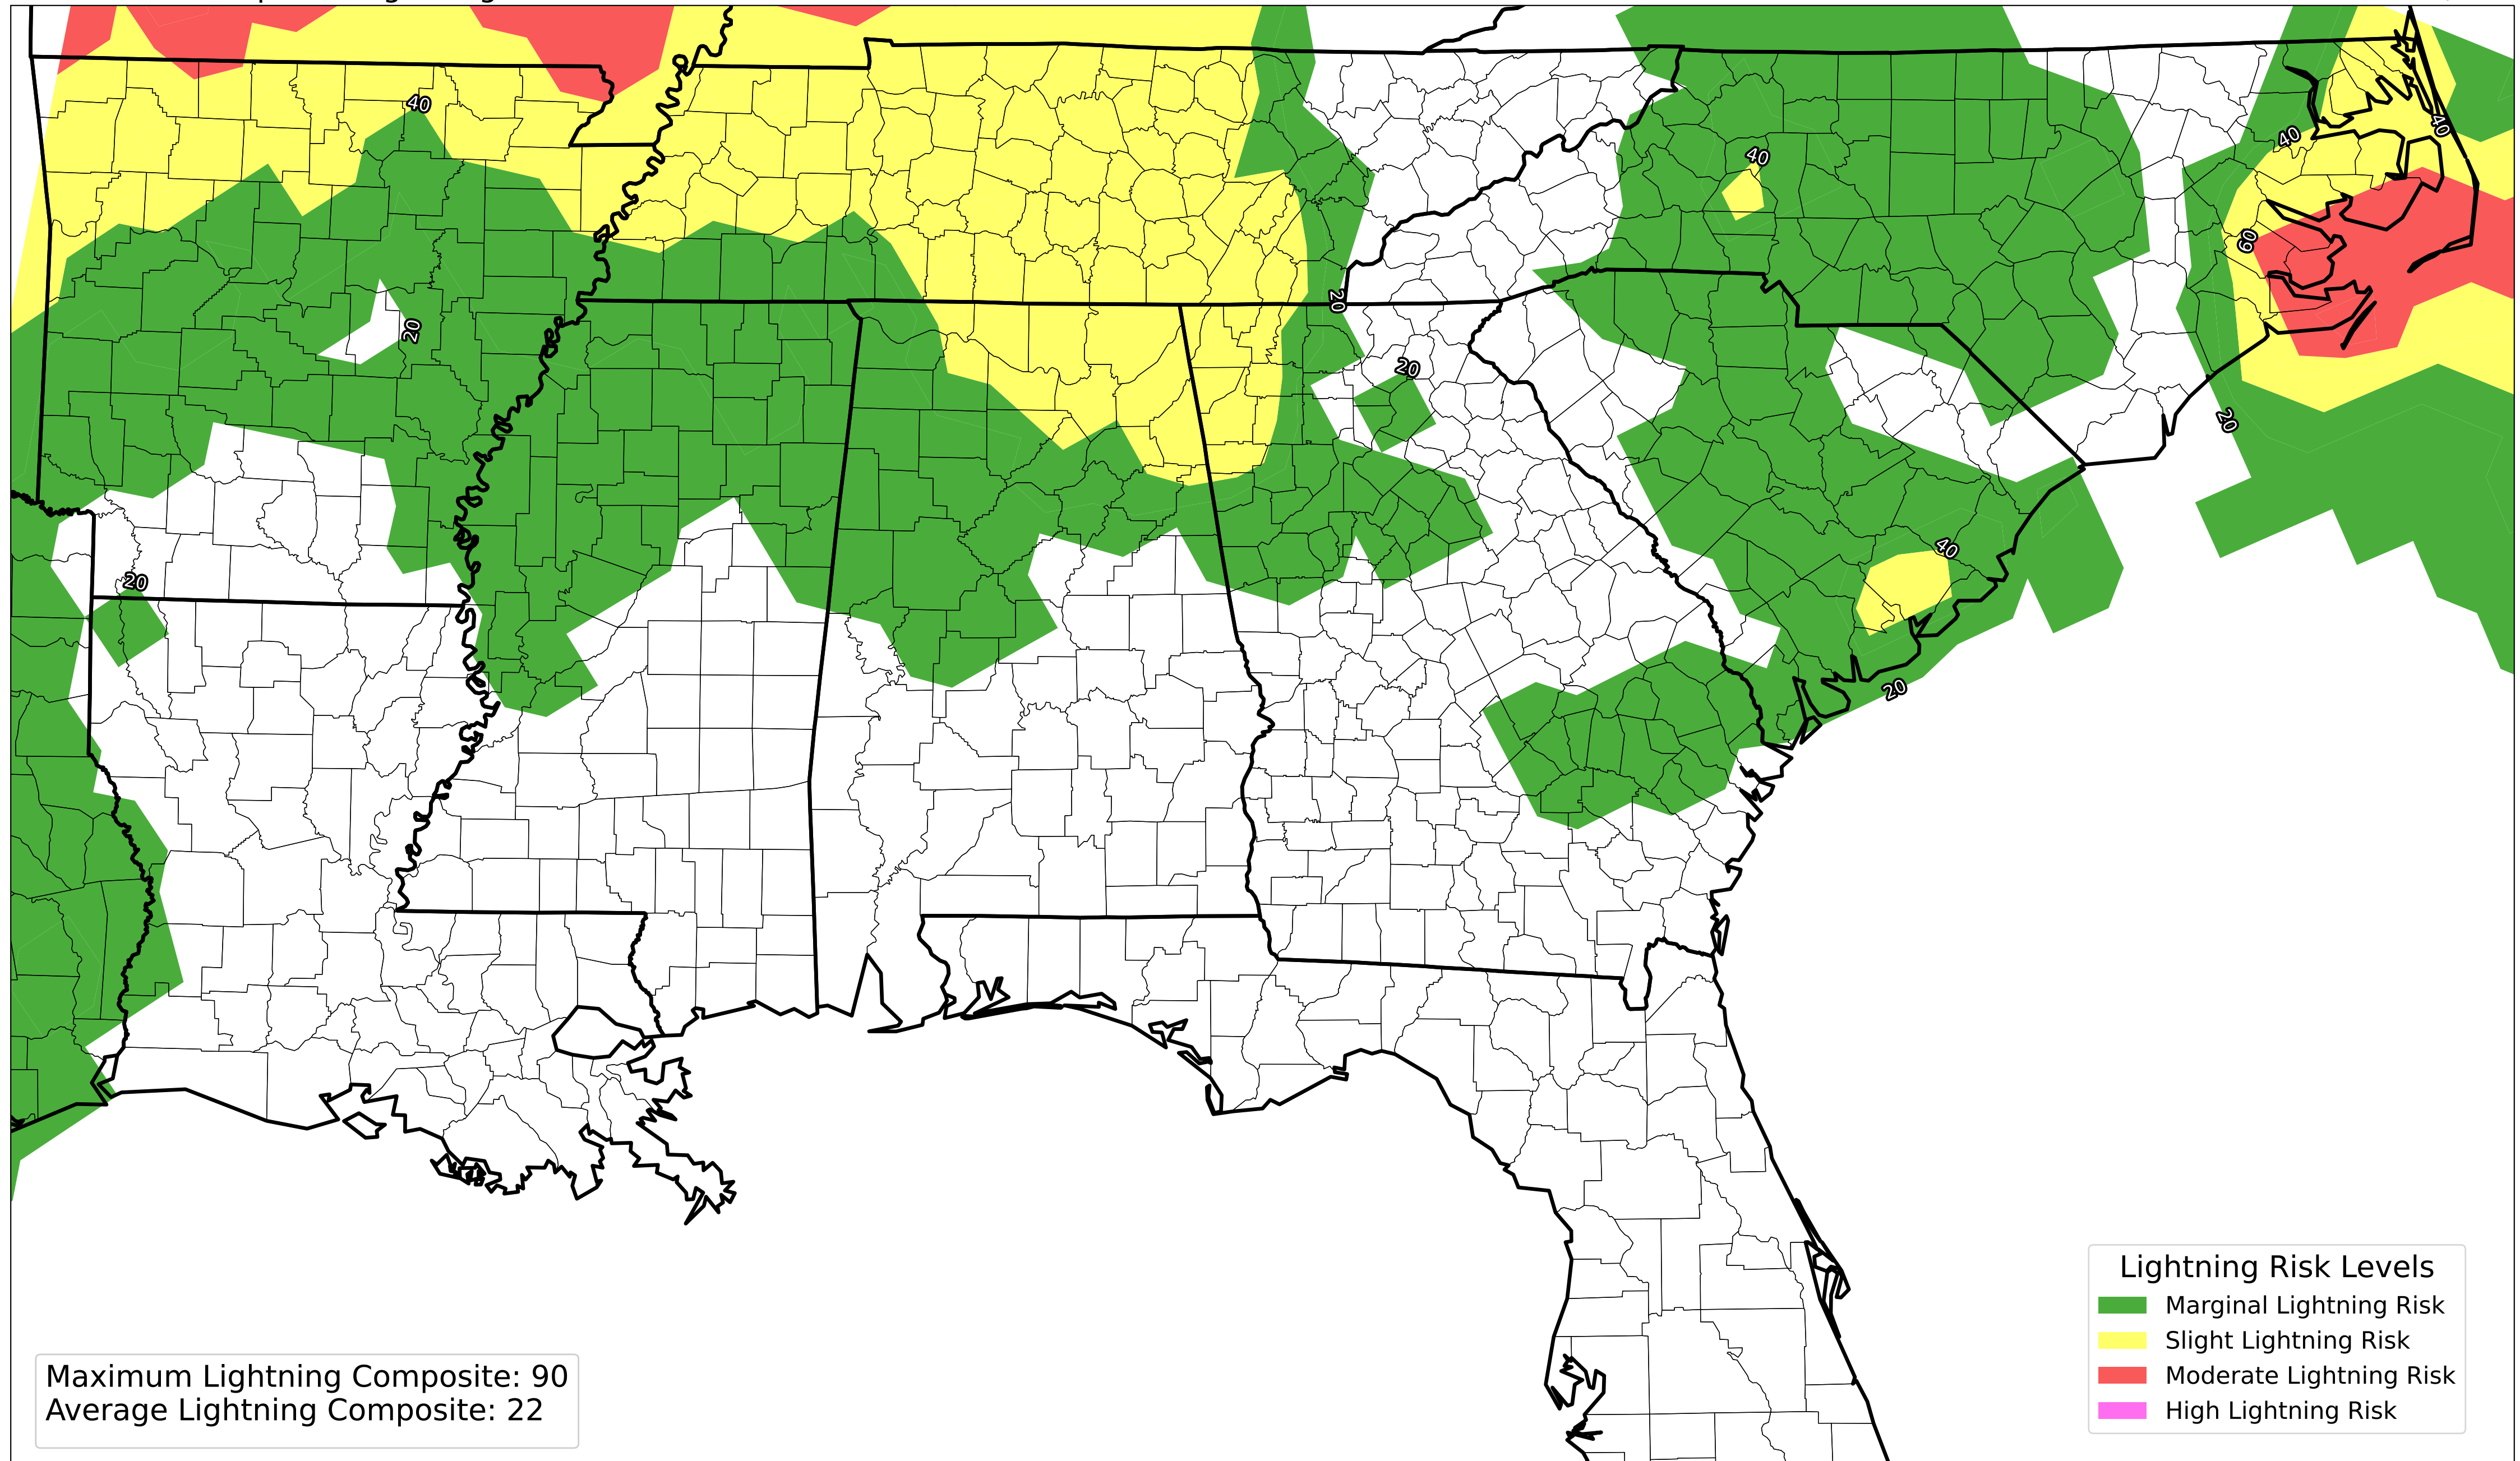 40
40
40
40
60
20
20
20
20
40
20
20
Lightning Risk Levels
Marginal Lightning Risk
Slight Lightning Risk
Moderate Lightning Risk
High Lightning Risk
Maximum Lightning Composite: 90
Average Lightning Composite: 22